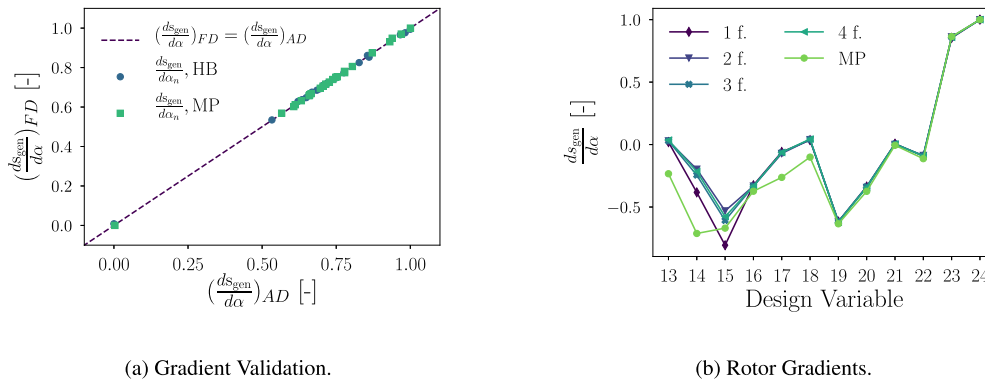 (ds_gen/dα)_FD = (ds_gen/dα)_AD
ds_gen/dα_n, HB
ds_gen/dα_n, MP
(ds_gen/dα)_FD [-]
1.0
0.8
0.6
0.4
0.2
0.0
0.00 0.25 0.50 0.75 1.00
(ds_gen/dα)_AD [-]
(a) Gradient Validation.
1 f.
2 f.
3 f.
4 f.
MP
ds_gen/dα [-]
1.0
0.5
0.0
−0.5
13 14 15 16 17 18 19 20 21 22 23 24
Design Variable
(b) Rotor Gradients.